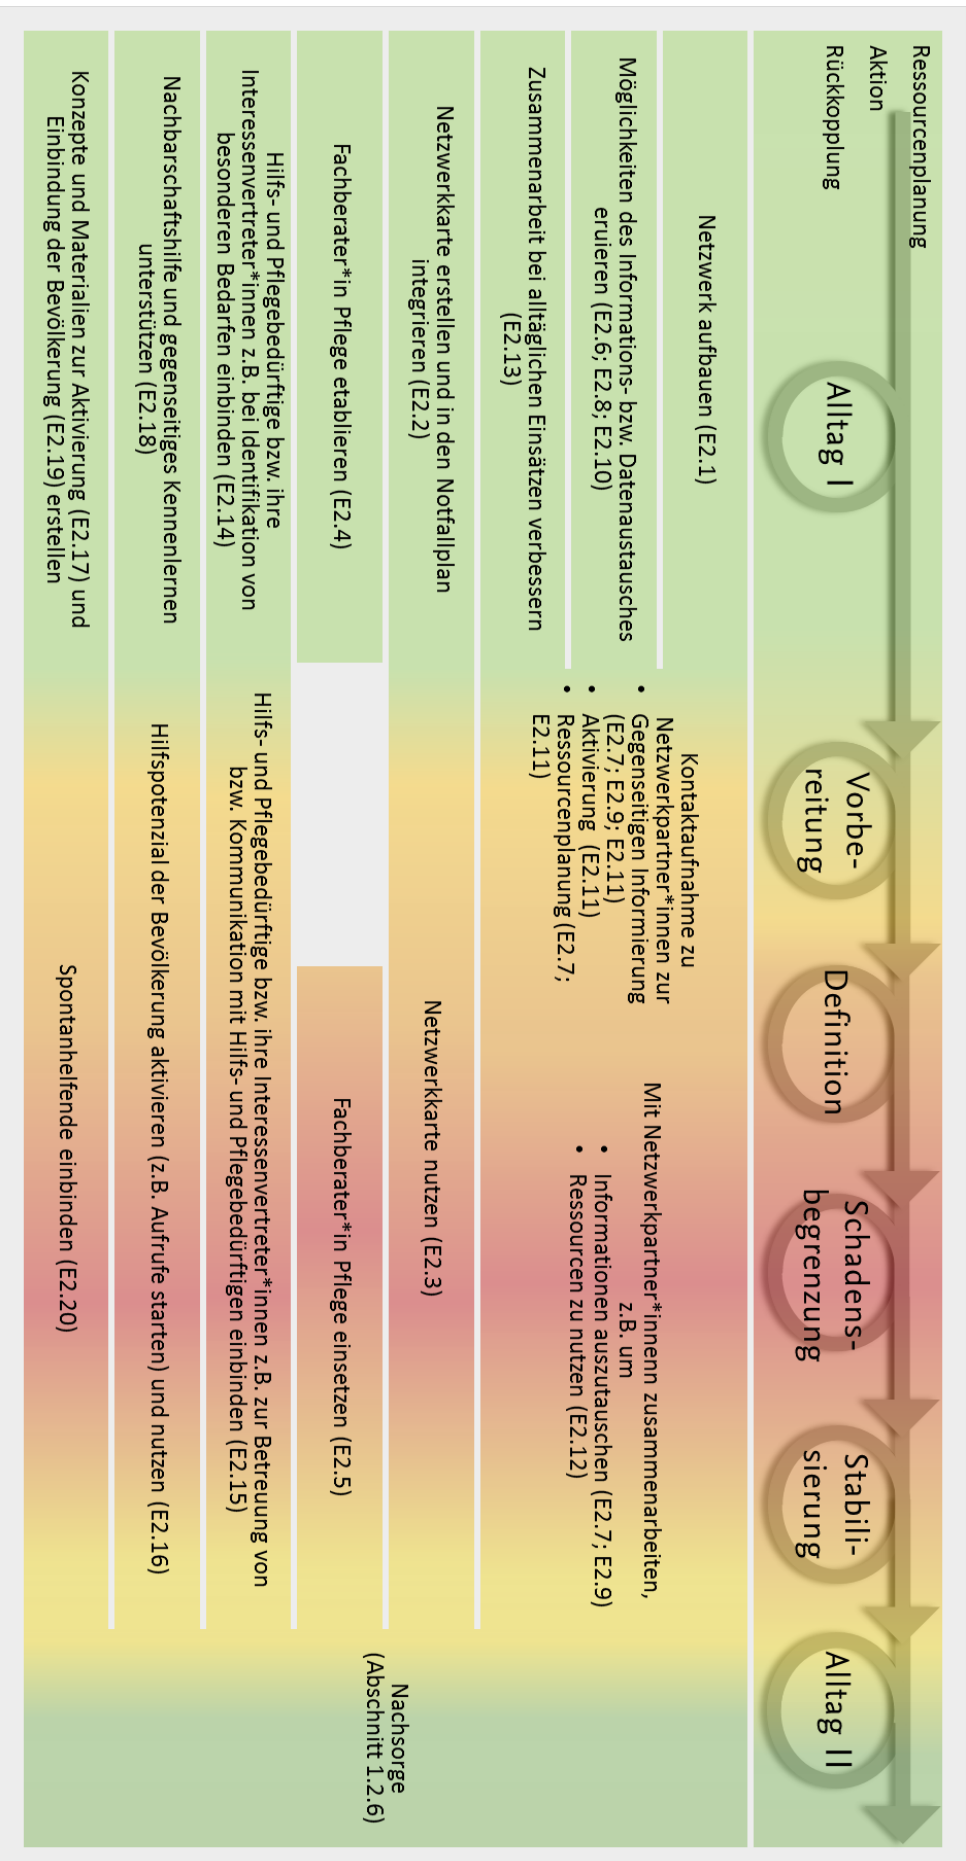 Ressourcenplanung
Aktion
Rückkopplung
Alltag I
Vorbe-
reitung
Definition
Schadens-
begrenzung
Stabili-
sierung
Alltag II
Netzwerk aufbauen (E2.1)
Möglichkeiten des Informations- bzw. Datenaustausches
eruieren (E2.6; E2.8; E2.10)
Zusammenarbeit bei alltäglichen Einsätzen verbessern
(E2.13)
Kontaktaufnahme zu
Netzwerkpartner*innen zur
• Gegenseitigen Informierung
(E2.7; E2.9; E2.11)
• Aktivierung (E2.11)
• Ressourcenplanung (E2.7;
E2.11)
Mit Netzwerkpartner*innenn zusammenarbeiten,
z.B. um
• Informationen auszutauschen (E2.7; E2.9)
• Ressourcen zu nutzen (E2.12)
Netzwerkkarte erstellen und in den Notfallplan
integrieren (E2.2)
Netzwerkkarte nutzen (E2.3)
Fachberater*in Pflege etablieren (E2.4)
Fachberater*in Pflege einsetzen (E2.5)
Hilfs- und Pflegebedürftige bzw. ihre
Interessenvertreter*innen z.B. bei Identifikation von
besonderen Bedarfen einbinden (E2.14)
Hilfs- und Pflegebedürftige bzw. ihre Interessenvertreter*innen z.B. zur Betreuung von
bzw. Kommunikation mit Hilfs- und Pflegebedürftigen einbinden (E2.15)
Nachbarschaftshilfe und gegenseitiges Kennenlernen
unterstützen (E2.18)
Hilfspotenzial der Bevölkerung aktivieren (z.B. Aufrufe starten) und nutzen (E2.16)
Konzepte und Materialien zur Aktivierung (E2.17) und
Einbindung der Bevölkerung (E2.19) erstellen
Spontanhelfende einbinden (E2.20)
Nachsorge
(Abschnitt 1.2.6)